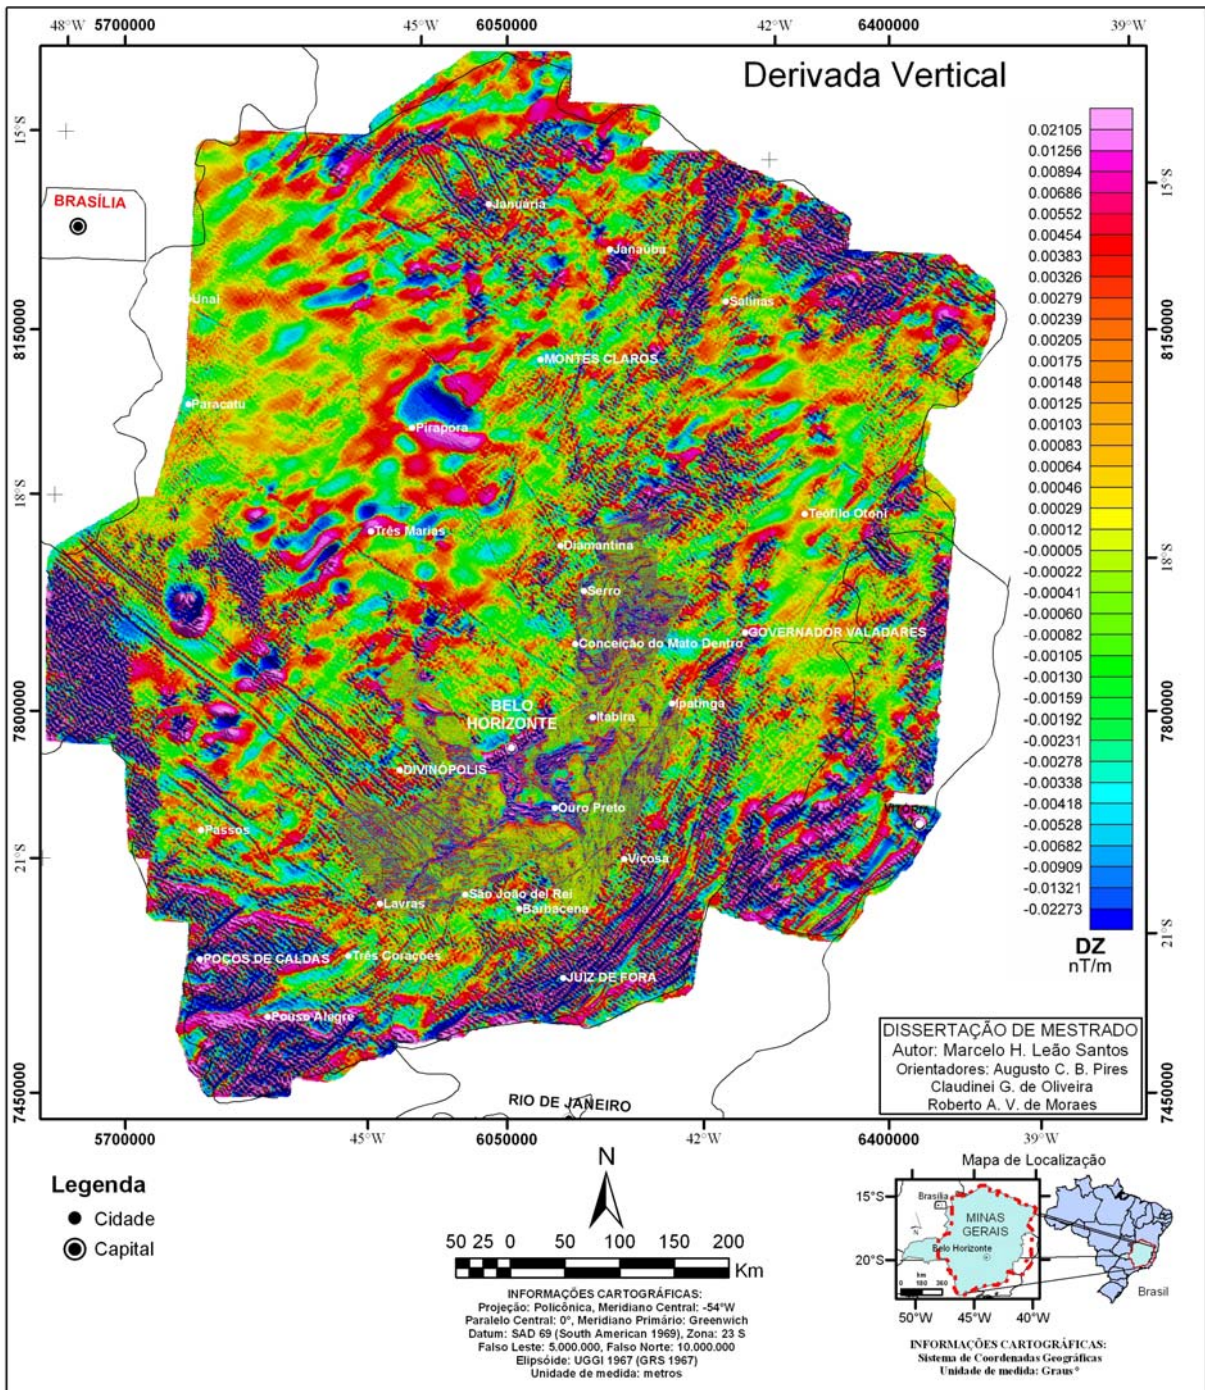 48°W 5700000 45°W 6050000 42°W 6400000 39°W
Derivada Vertical
15°S
15°S
BRASÍLIA
Januária
Janaúba
Unaí
Salinas
8150000
8150000
MONTES CLAROS
Paracatu
Pirapora
18°S
18°S
Três Marias
Teófilo Otoni
Diamantina
Serro
Conceição do Mato Dentro
GOVERNADOR VALADARES
7800000
7800000
BELO
HORIZONTE
Itabira
Ipatinga
DIVINÓPOLIS
Ouro Preto
Passos
VITÓRIA
21°S
21°S
Viçosa
São João del Rei
Lavras
Barbacena
POÇOS DE CALDAS
Três Corações
JUIZ DE FORA
Pouso Alegre
7450000
7450000
RIO DE JANEIRO
0.02105
0.01256
0.00894
0.00686
0.00552
0.00454
0.00383
0.00326
0.00279
0.00239
0.00205
0.00175
0.00148
0.00125
0.00103
0.00083
0.00064
0.00046
0.00029
0.00012
-0.00005
-0.00022
-0.00041
-0.00060
-0.00082
-0.00105
-0.00130
-0.00159
-0.00192
-0.00231
-0.00278
-0.00338
-0.00418
-0.00528
-0.00682
-0.00909
-0.01321
-0.02273
DZ
nT/m
DISSERTAÇÃO DE MESTRADO
Autor: Marcelo H. Leão Santos
Orientadores: Augusto C. B. Pires
Claudinei G. de Oliveira
Roberto A. V. de Moraes
5700000 45°W 6050000 42°W 6400000 39°W
Legenda
Cidade
Capital
N
50 25 0 50 100 150 200
Km
INFORMAÇÕES CARTOGRÁFICAS:
Projeção: Policônica, Meridiano Central: -54°W
Paralelo Central: 0°, Meridiano Primário: Greenwich
Datum: SAD 69 (South American 1969), Zona: 23 S
Falso Leste: 5.000.000, Falso Norte: 10.000.000
Elipsóide: UGGI 1967 (GRS 1967)
Unidade de medida: metros
Mapa de Localização
15°S
20°S
Brasília
MINAS
GERAIS
Belo Horizonte
N
km
0 180 360
50°W 45°W 40°W
Brasil
INFORMAÇÕES CARTOGRÁFICAS:
Sistema de Coordenadas Geográficas
Unidade de medida: Graus °